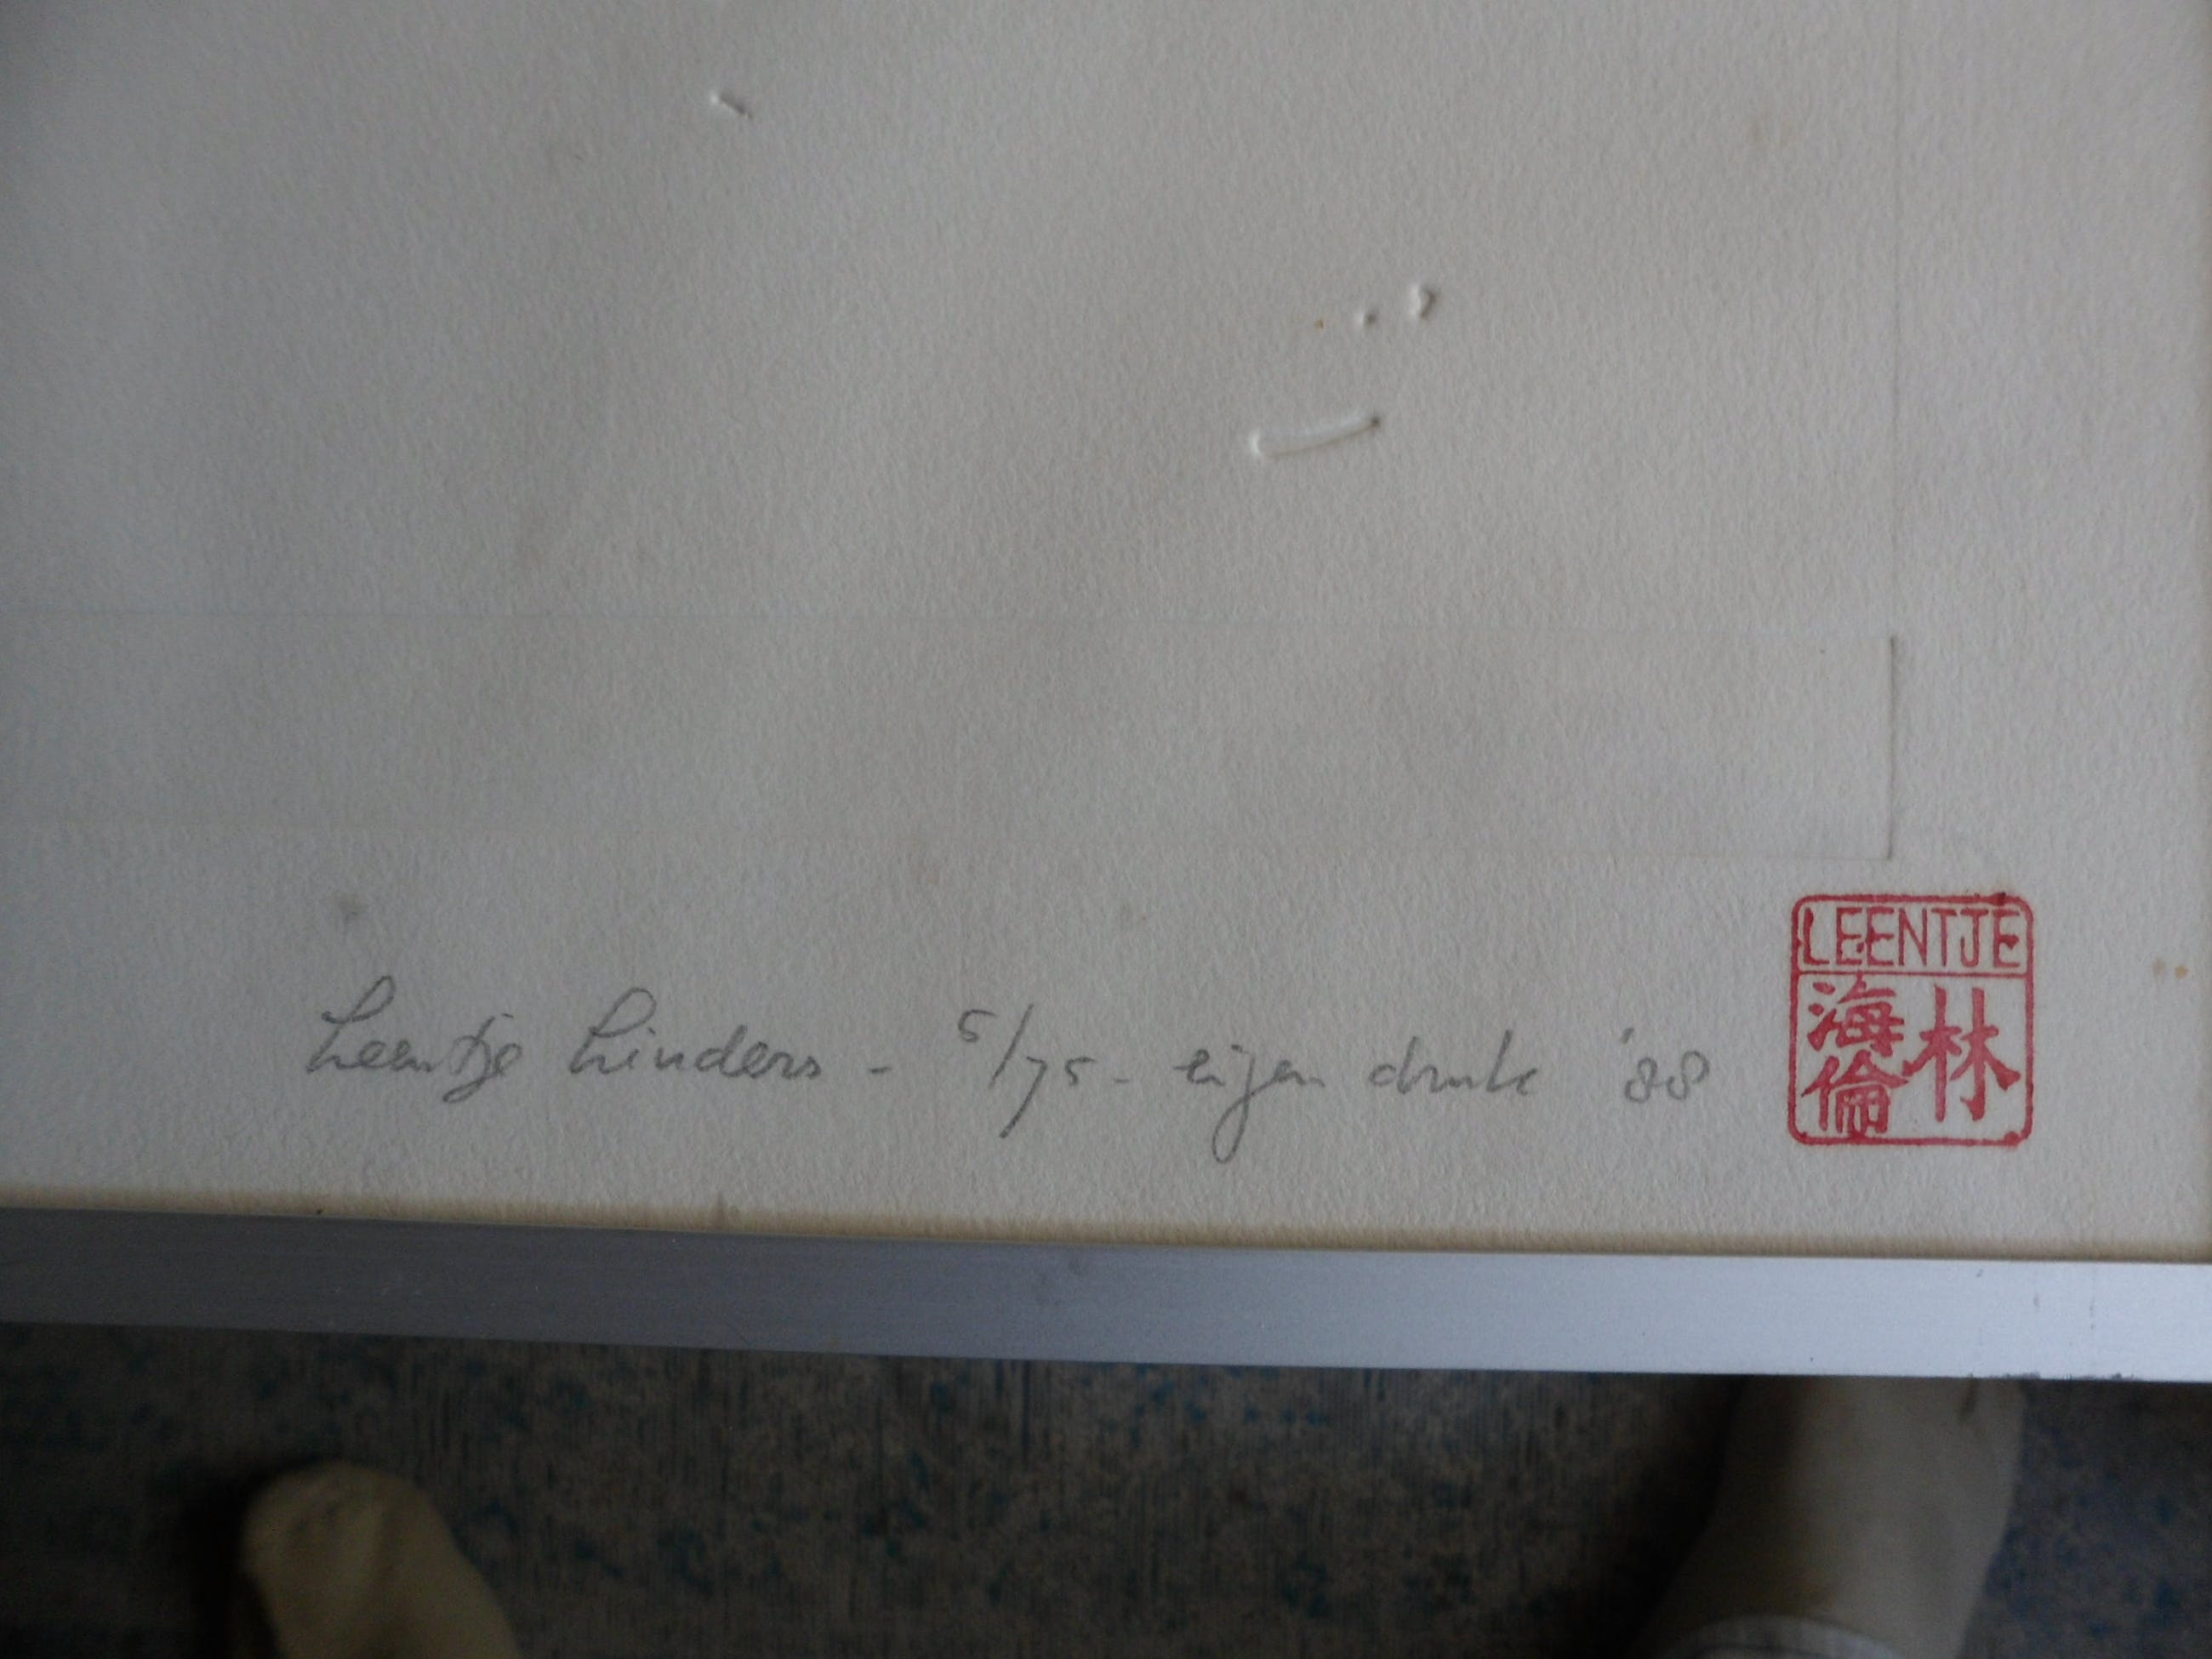 Leentje Linders - 5/75 - eigen druk '88
LEENTJE
林
海倫